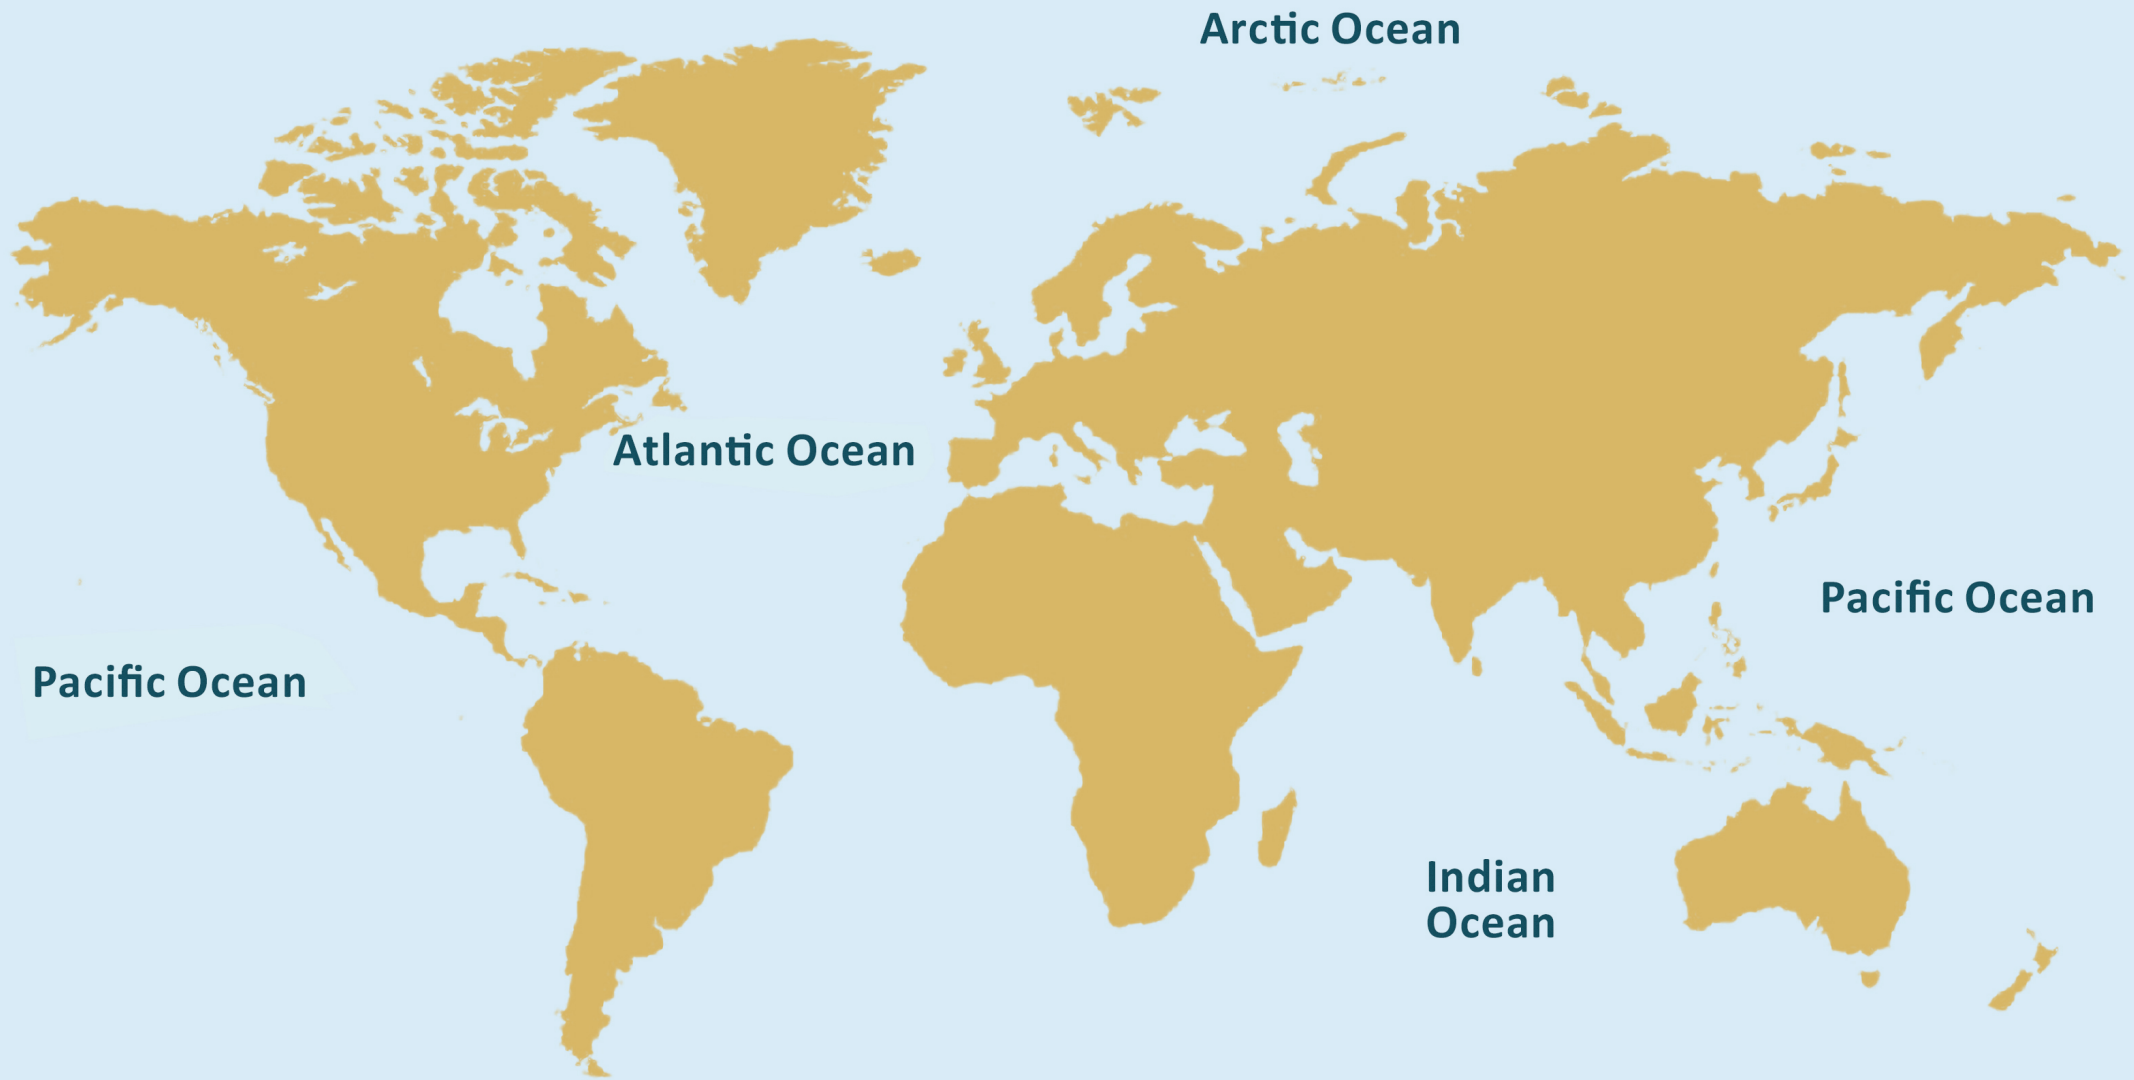 Arctic Ocean
Atlantic Ocean
Pacific Ocean
Pacific Ocean
Indian
Ocean